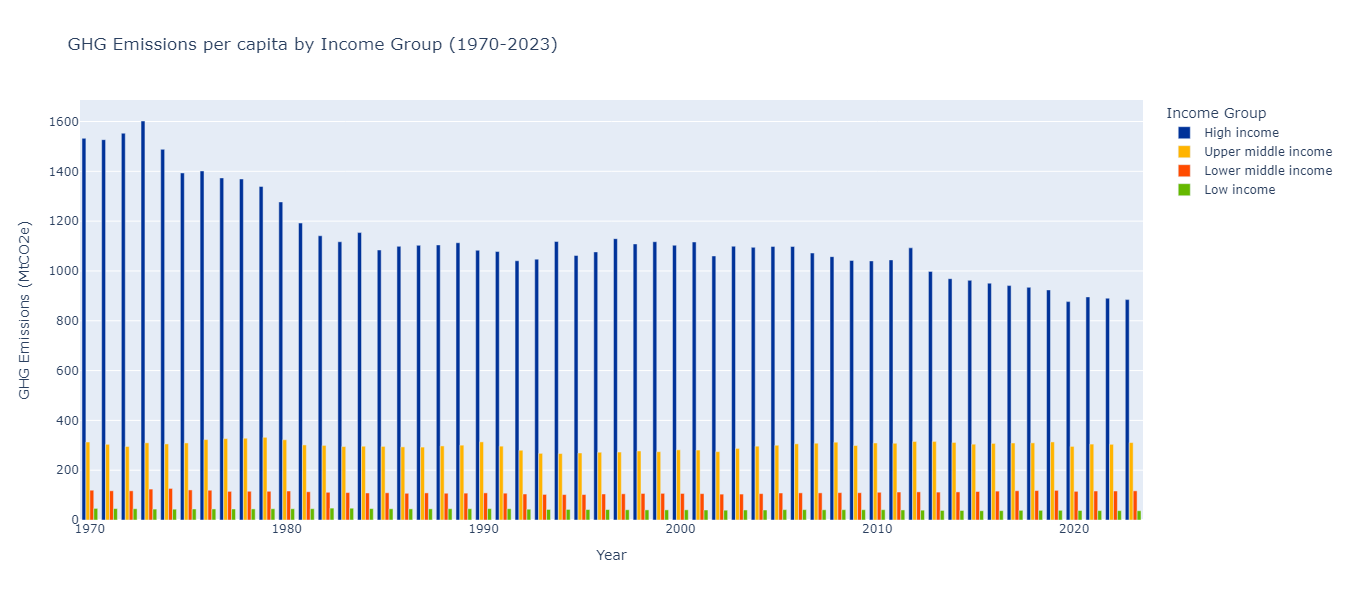 GHG Emissions per capita by Income Group (1970-2023)
GHG Emissions (MtCO2e)
1600
1400
1200
1000
800
600
400
200
0
1970
1980
1990
2000
2010
2020
Year
Income Group
High income
Upper middle income
Lower middle income
Low income